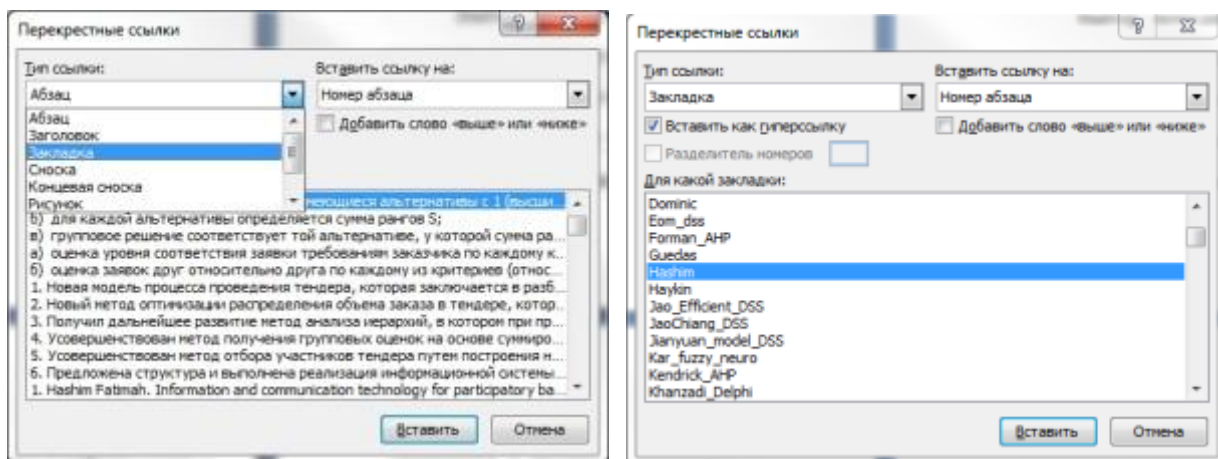 Перекрестные ссылки
Тип ссылки:
Вставить ссылку на:
Абзац
Номер абзаца
Абзац
Заголовок
Закладка
Сноска
Концевая сноска
Рисунок
Добавить слово «выше» или «ниже»
имеющиеся альтернативы с 1 (высши...
б) для каждой альтернативы определяется сумма рангов S;
в) групповое решение соответствует той альтернативе, у которой сумма ра...
а) оценка уровня соответствия заявки требованиям заказчика по каждому к...
б) оценка заявок друг относительно друга по каждому из критериев (относ...
1. Новая модель процесса проведения тендера, которая заключается в разб...
2. Новый метод оптимизации распределения объема заказа в тендере, котор...
3. Получил дальнейшее развитие метод анализа иерархий, в котором при пр...
4. Усовершенствован метод получения групповых оценок на основе суммиро...
5. Усовершенствован метод отбора участников тендера путем построения н...
6. Предложена структура и выполнена реализация информационной системы...
1. Hashim Fatimah. Information and communication technology for participatory ba...
Вставить
Отмена
Перекрестные ссылки
Тип ссылки:
Вставить ссылку на:
Закладка
Номер абзаца
Вставить как гиперссылку
Добавить слово «выше» или «ниже»
Разделитель номеров
Для какой закладки:
Dominic
Eom_dss
Forman_AHP
Guedas
Hashim
Haykin
Jao_Efficient_DSS
JaoChiang_DSS
Jianyuan_model_DSS
Kar_fuzzy_neuro
Kendrick_AHP
Khanzadi_Delphi
Вставить
Отмена